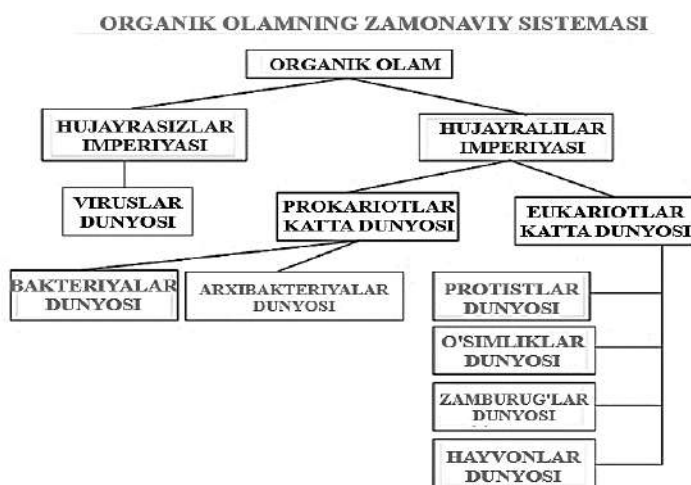 ORGANIK OLAMNING ZAMONAVIY SISTEMASI
ORGANIK OLAM
HUJAYRASIZLAR
IMPERIYASI
HUJAYRALILAR
IMPERIYASI
VIRUSLAR
DUNYOSI
PROKARIOTLAR
KATTA DUNYOSI
EUKARIOTLAR
KATTA DUNYOSI
BAKTERIYALAR
DUNYOSI
ARXIBAKTERIYALAR
DUNYOSI
PROTISTLAR
DUNYOSI
O'SIMLIKLAR
DUNYOSI
ZAMBURUG'LAR
DUNYOSI
HAYVONLAR
DUNYOSI